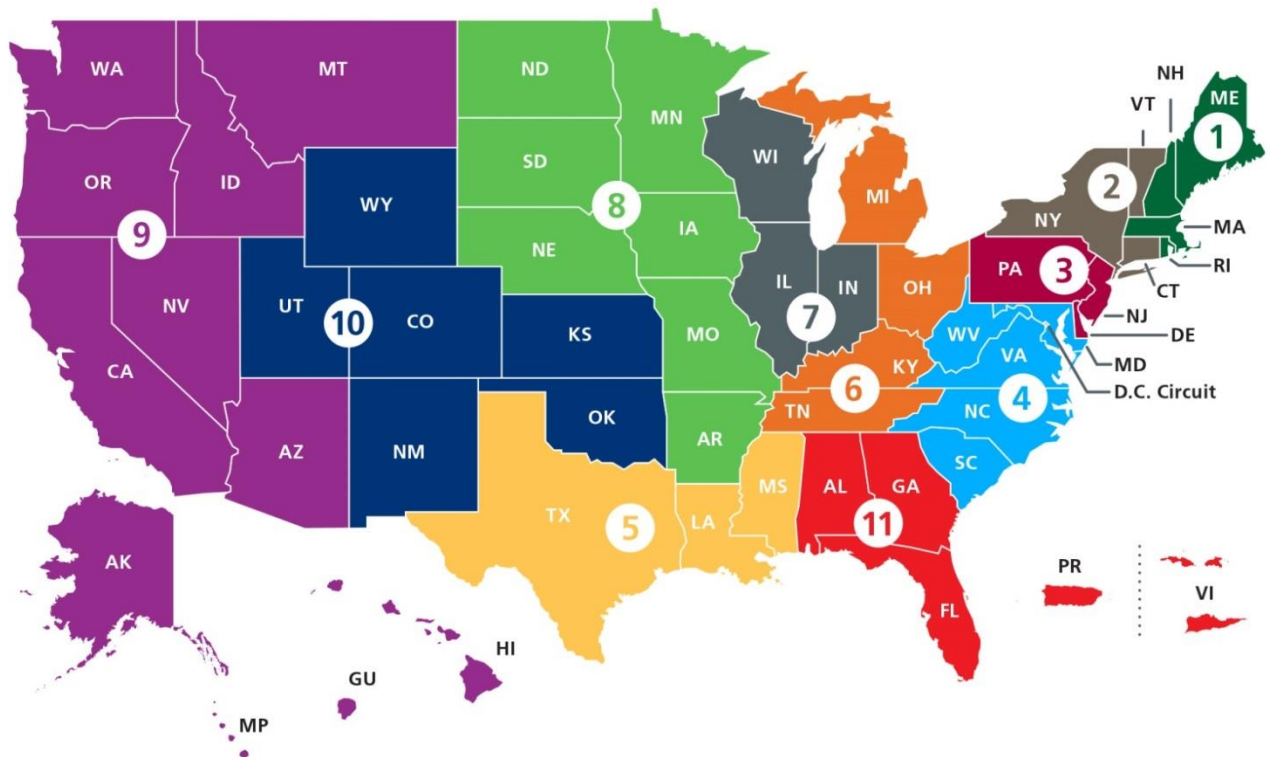 WA
MT
ND
MN
NH
VT
ME
1
OR
ID
WY
SD
8
WI
MI
2
NY
MA
RI
CT
9
NV
UT
10
CO
NE
IA
IL
IN
7
OH
PA
3
NJ
DE
MD
D.C. Circuit
CA
KS
MO
KY
6
WV
VA
4
NC
TN
AZ
NM
OK
AR
SC
TX
5
LA
MS
AL
GA
11
FL
PR
VI
AK
HI
GU
MP